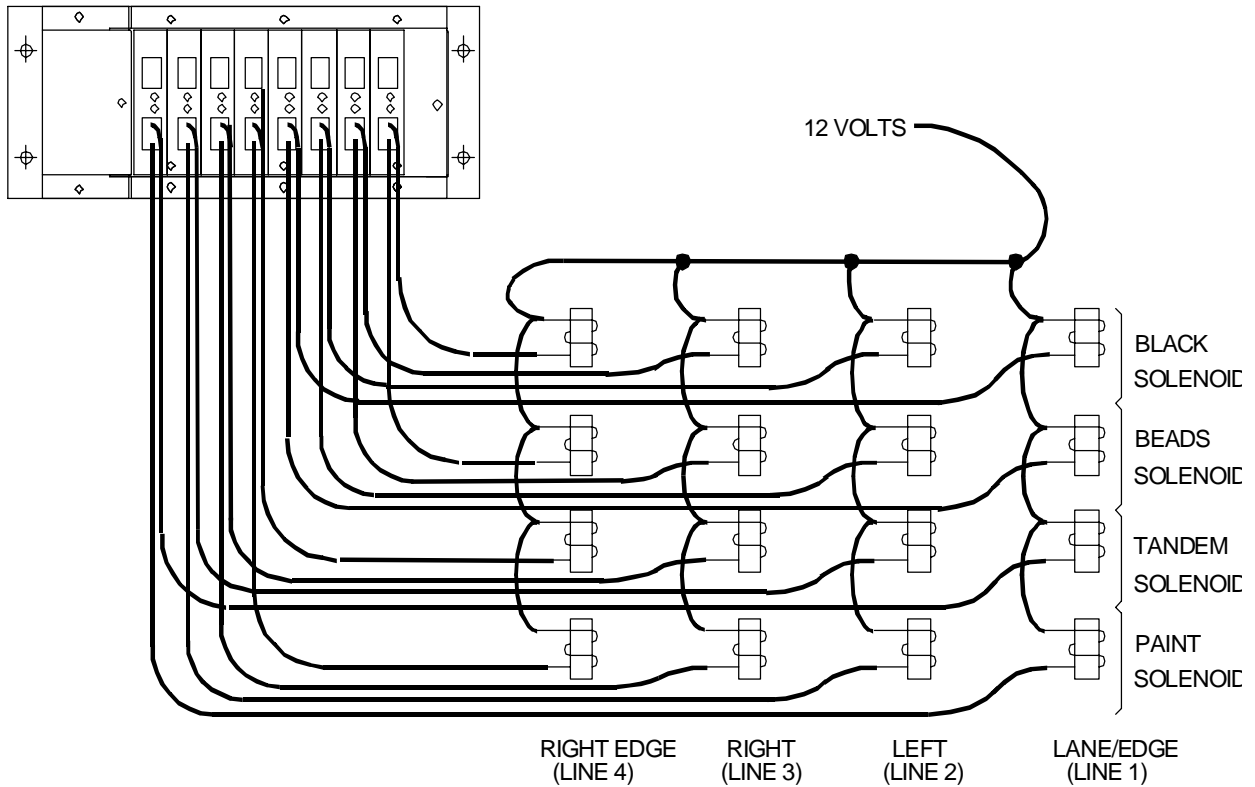 12 VOLTS
BLACK
SOLENOID
BEADS
SOLENOID
TANDEM
SOLENOID
PAINT
SOLENOID
RIGHT EDGE
(LINE 4)
RIGHT
(LINE 3)
LEFT
(LINE 2)
LANE/EDGE
(LINE 1)